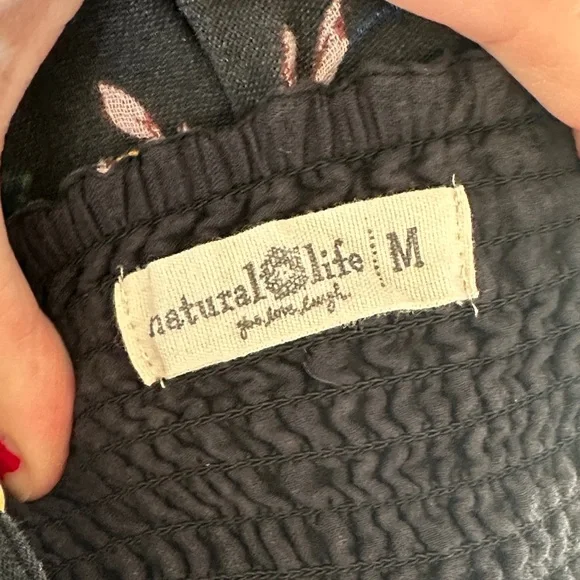 natural life M
give, love, laugh.